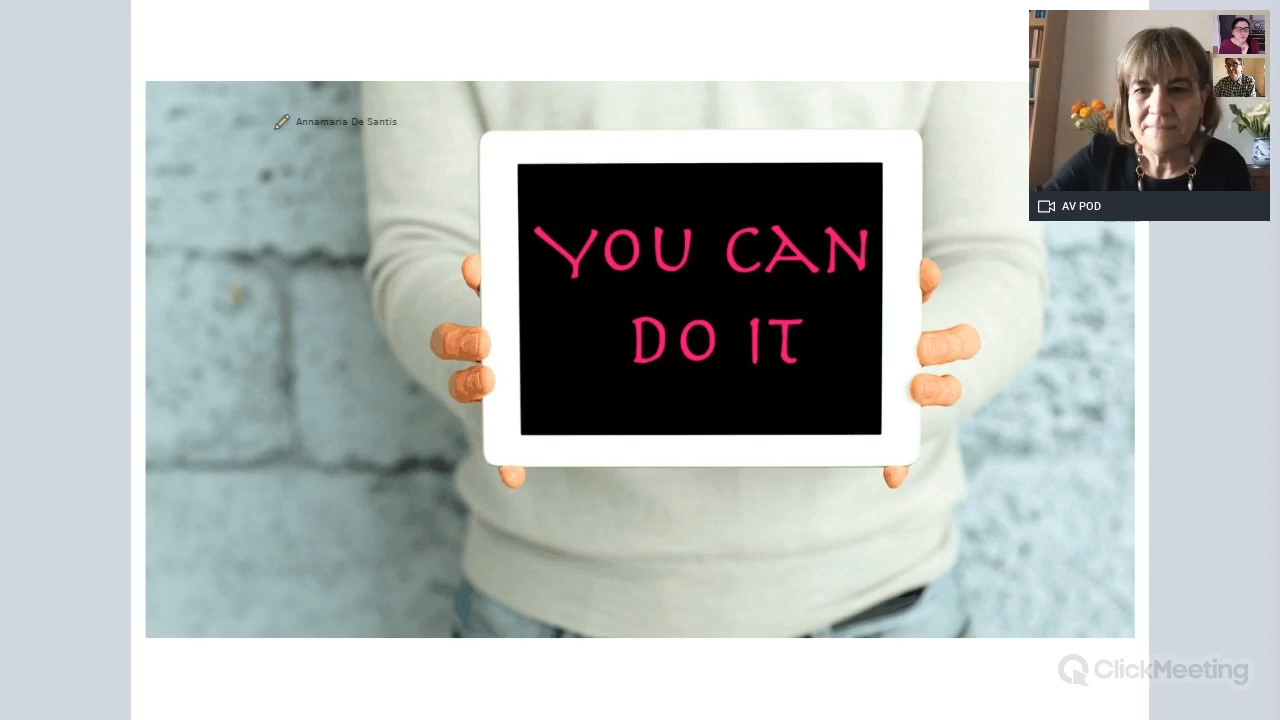 Annamaria De Santis
YOU CAN
DO IT
AV POD
ClickMeeting